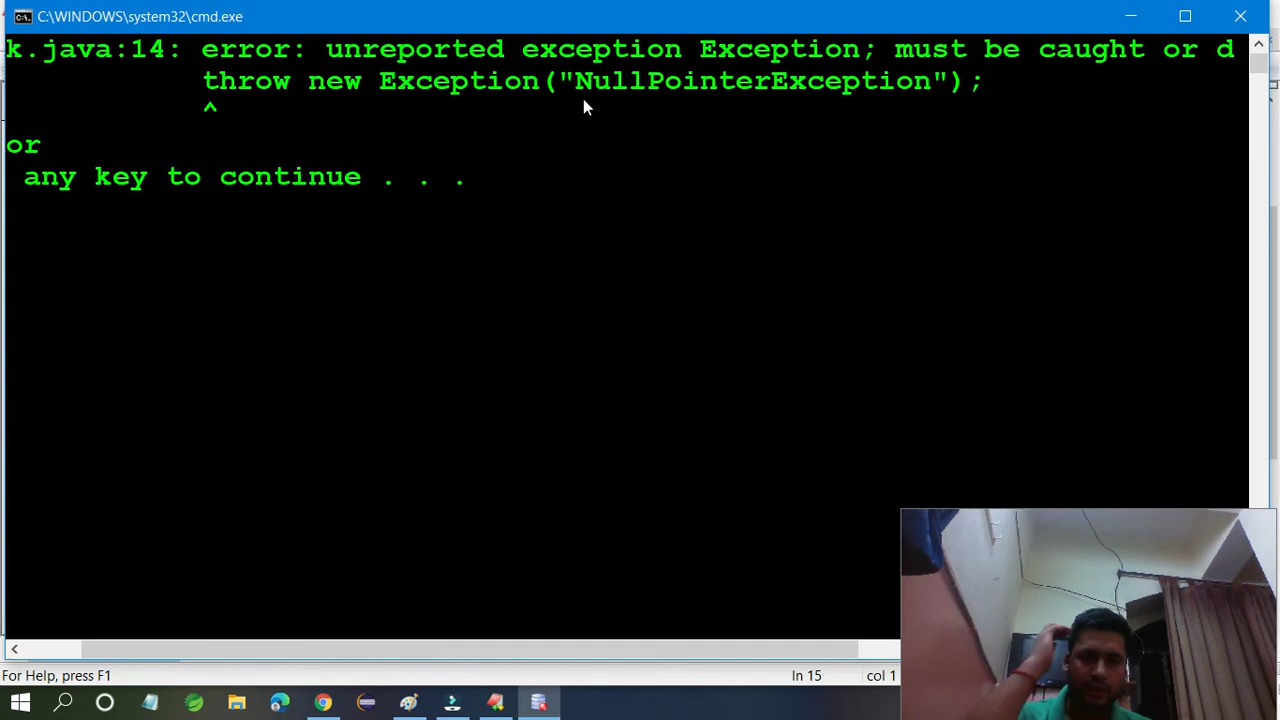 C:\WINDOWS\system32\cmd.exe
k.java:14: error: unreported exception Exception; must be caught or d
throw new Exception("NullPointerException");
^
or
any key to continue . . .
For Help, press F1
ln 15
col 1